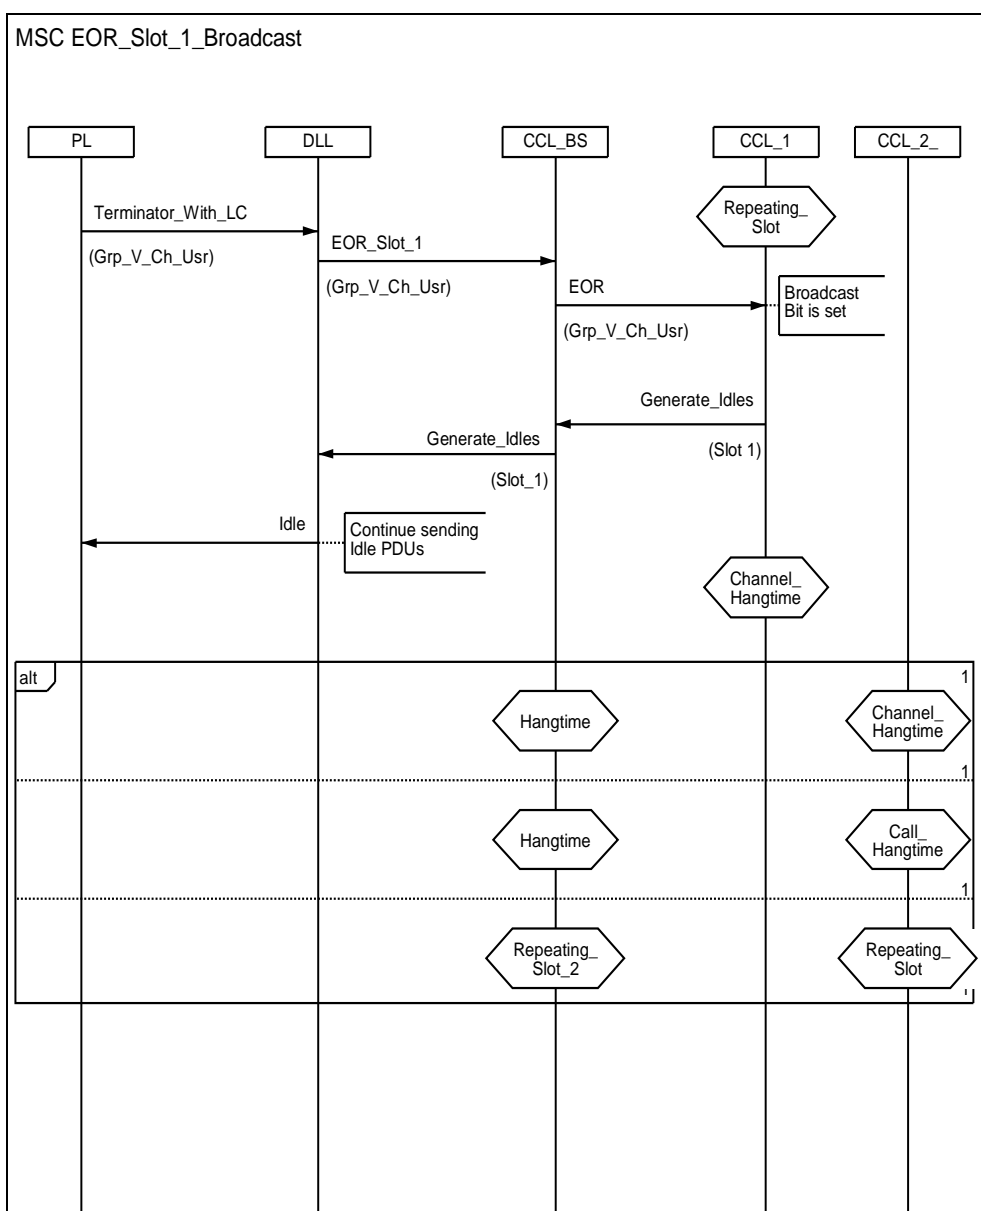 MSC EOR_Slot_1_Broadcast
PL
DLL
CCL_BS
CCL_1
CCL_2_
Repeating_
Slot
Terminator_With_LC
(Grp_V_Ch_Usr)
EOR_Slot_1
(Grp_V_Ch_Usr)
EOR
(Grp_V_Ch_Usr)
Broadcast
Bit is set
Generate_Idles
(Slot 1)
Generate_Idles
(Slot_1)
Idle
Continue sending
Idle PDUs
Channel_
Hangtime
alt
1
Hangtime
Channel_
Hangtime
1
Hangtime
Call_
Hangtime
1
Repeating_
Slot_2
Repeating_
Slot